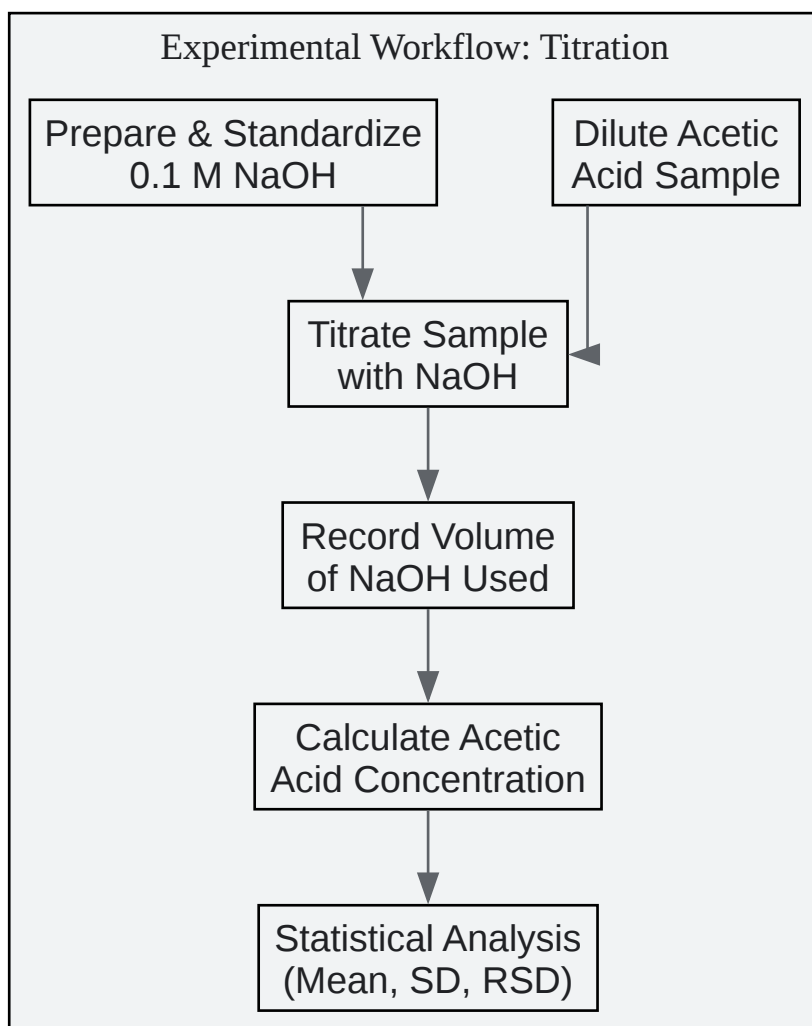 Experimental Workflow: Titration
Prepare & Standardize
0.1 M NaOH
Dilute Acetic
Acid Sample
Titrate Sample
with NaOH
Record Volume
of NaOH Used
Calculate Acetic
Acid Concentration
Statistical Analysis
(Mean, SD, RSD)